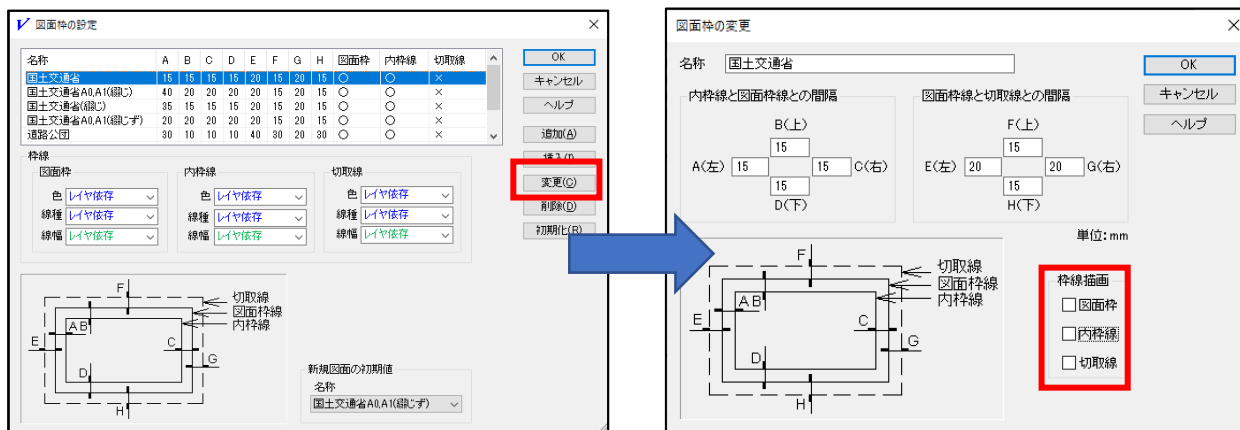 図面枠の設定
名称 A B C D E F G H 図面枠 内枠線 切取線
国土交通省 15 15 15 15 20 15 20 15 ○ ○ ×
国土交通省A0,A1(綴じ) 40 20 20 20 20 15 20 15 ○ ○ ×
国土交通省(綴じ) 35 15 15 15 20 15 20 15 ○ ○ ×
国土交通省A0,A1(綴じず) 20 20 20 20 20 15 20 15 ○ ○ ×
道路公団 30 10 10 10 40 30 20 30 ○ ○ ×
OK
キャンセル
ヘルプ
追加(A)
挿入(I)
変更(C)
削除(D)
初期化(R)
枠線
図面枠 内枠線 切取線
色 レイヤ依存 色 レイヤ依存 色 レイヤ依存
線種 レイヤ依存 線種 レイヤ依存 線種 レイヤ依存
線幅 レイヤ依存 線幅 レイヤ依存 線幅 レイヤ依存
F
切取線
図面枠線
内枠線
A B
E
C
G
D
H
新規図面の初期値
名称
国土交通省A0,A1(綴じず)
図面枠の変更
名称 国土交通省
OK
キャンセル
ヘルプ
内枠線と図面枠線との間隔
B(上)
15
A(左) 15 15 C(右)
15
D(下)
図面枠線と切取線との間隔
F(上)
15
E(左) 20 20 G(右)
15
H(下)
単位:mm
F
切取線
図面枠線
内枠線
A B
E
C
G
D
H
枠線描画
図面枠
内枠線
切取線